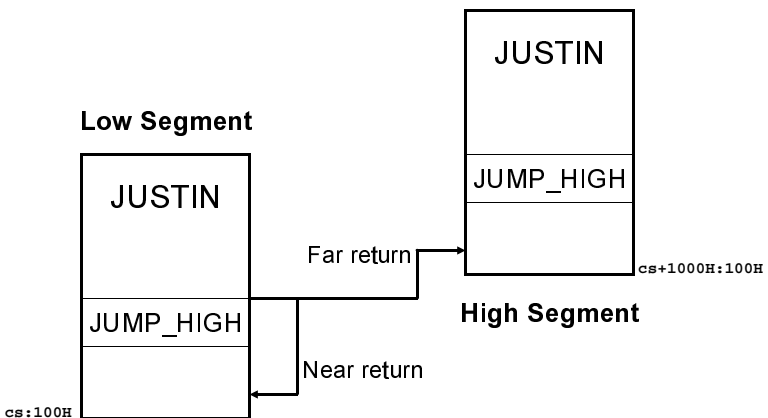 JUSTIN
JUMP_HIGH
cs+1000H:100H
High Segment
Low Segment
JUSTIN
JUMP_HIGH
cs:100H
Far return
Near return